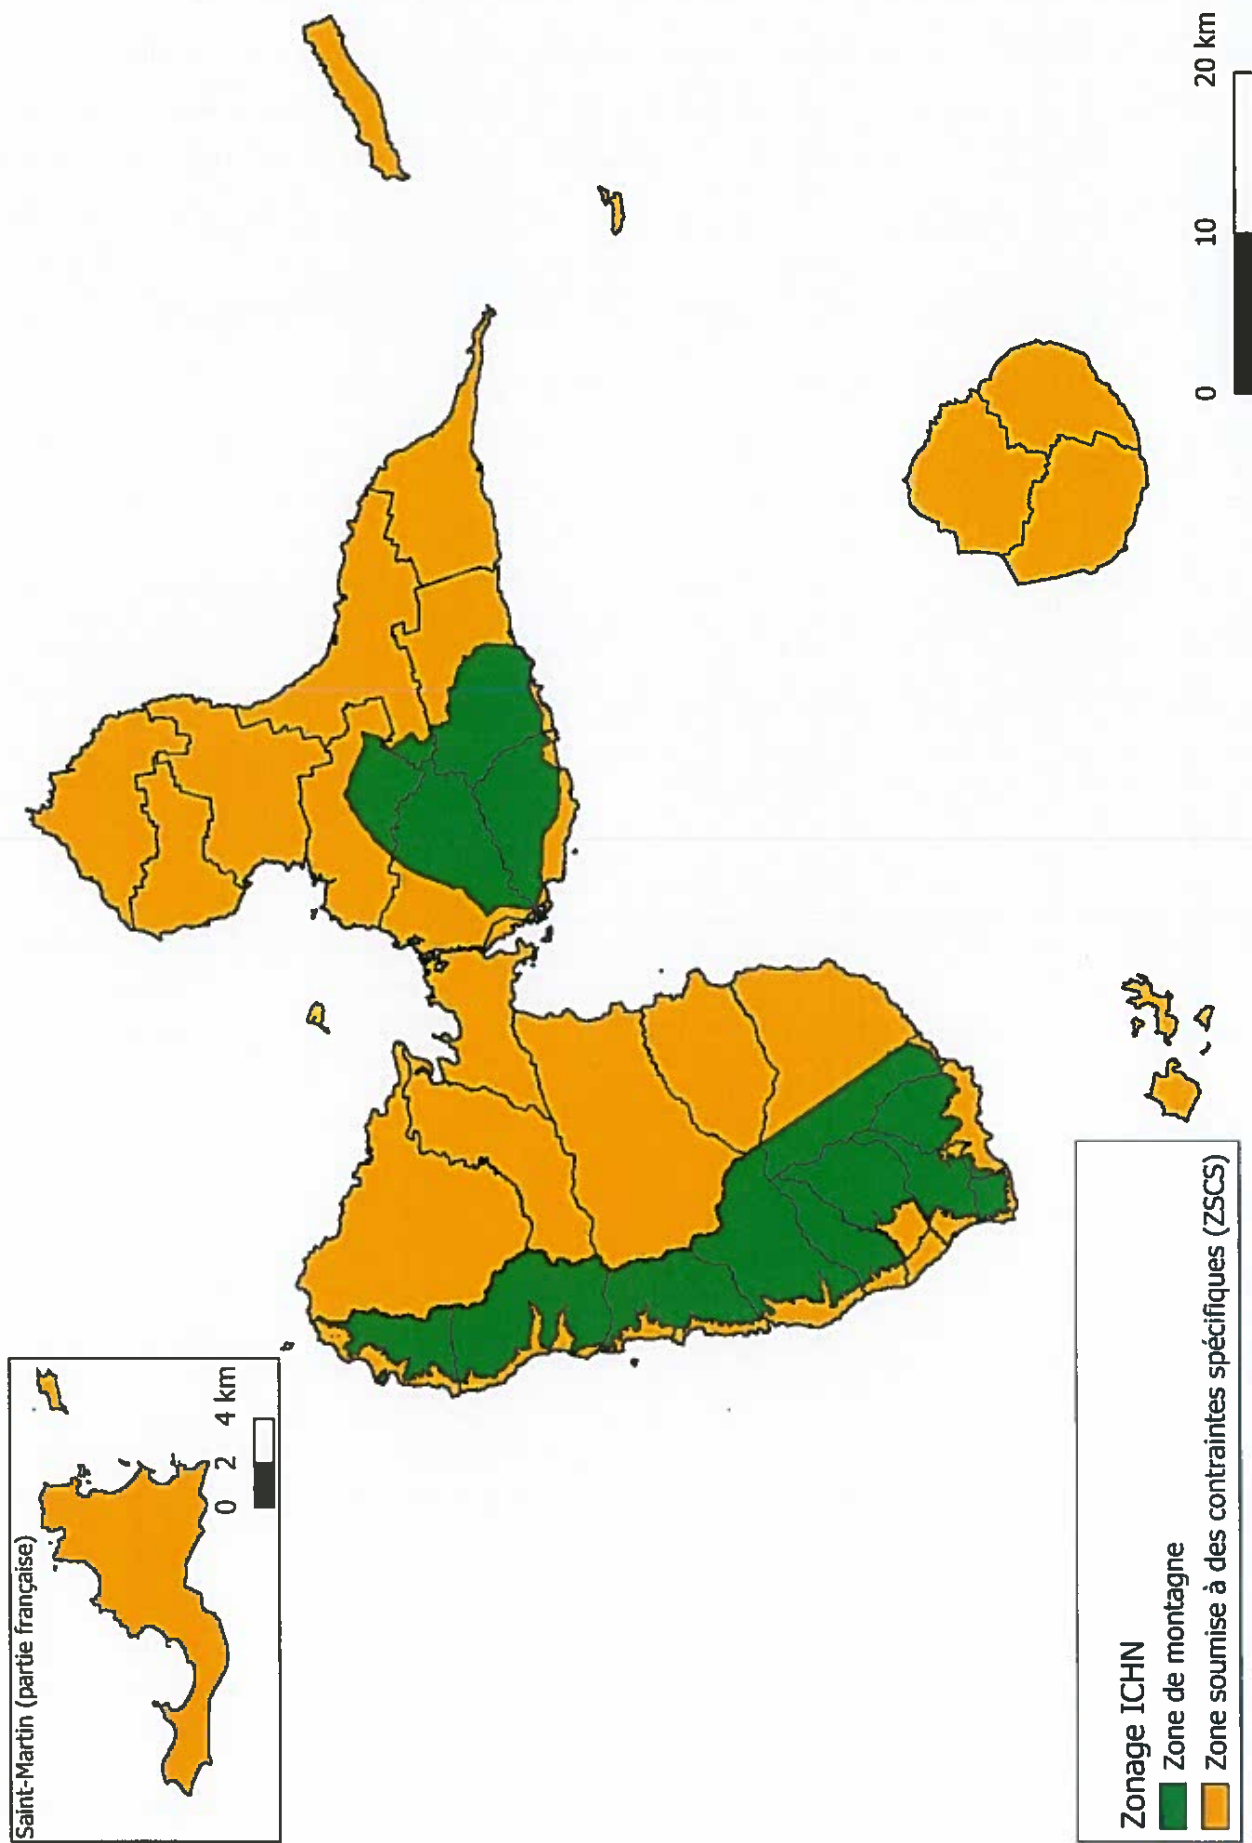 Saint-Martin (partie française)
0 2 4 km
Zonage ICHN
Zone de montagne
Zone soumise à des contraintes spécifiques (ZSCS)
0 10 20 km